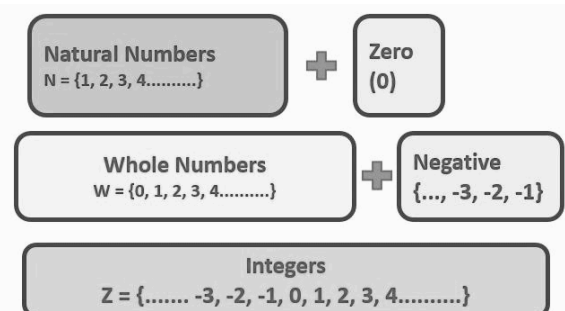 Natural Numbers
N = {1, 2, 3, 4..........}
+
Zero
(0)
Whole Numbers
W = {0, 1, 2, 3, 4..........}
+
Negative
{..., -3, -2, -1}
Integers
Z = {....... -3, -2, -1, 0, 1, 2, 3, 4..........}